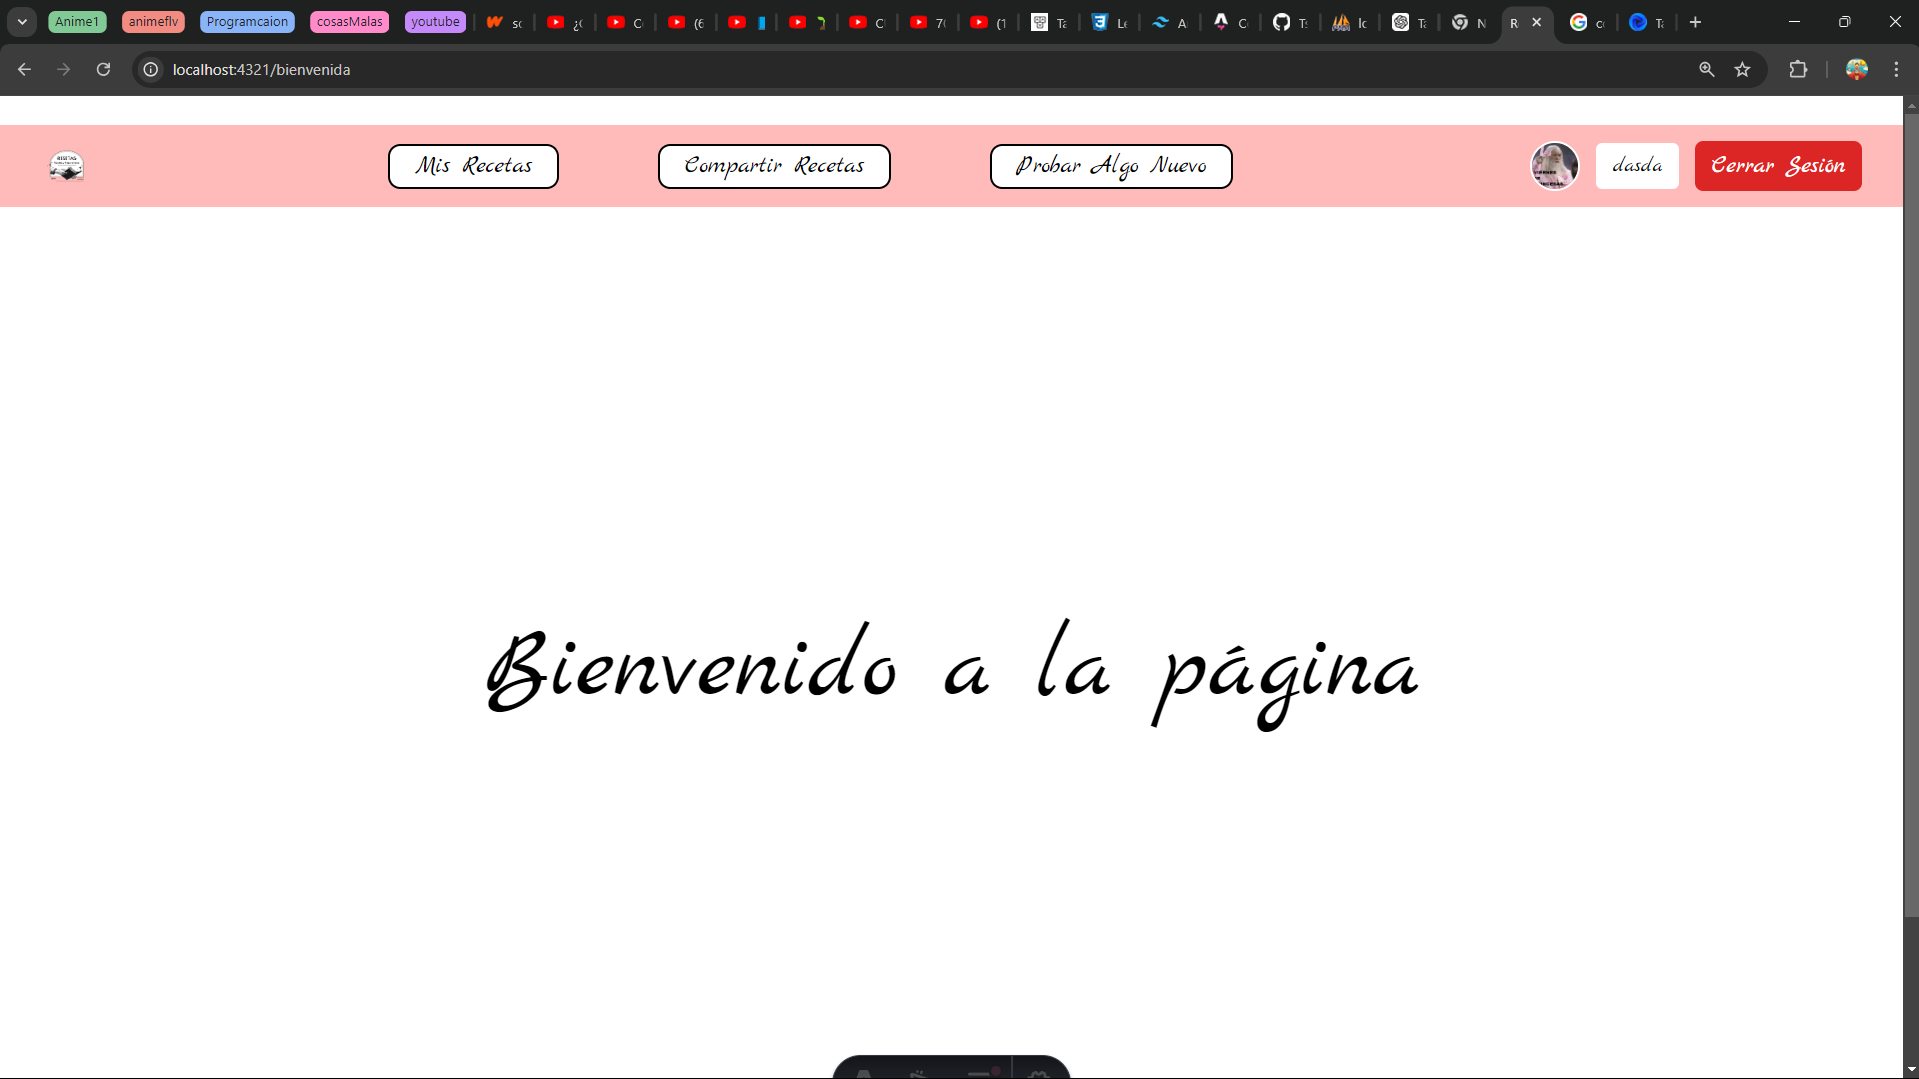 Anime1 animeflv Programcaion cosasMalas youtube
localhost:4321/bienvenida
RECETAS
Mis Recetas Compartir Recetas Probar Algo Nuevo dasda Cerrar Sesión
Bienvenido a la página